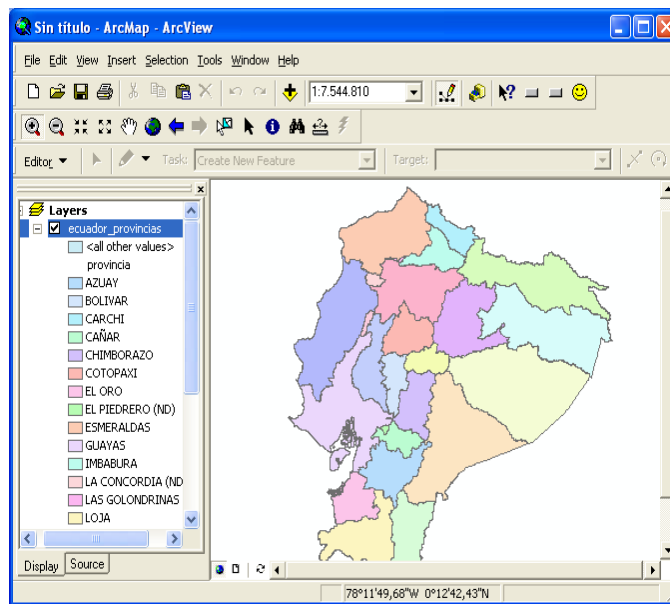 Sin título - ArcMap - ArcView
File Edit View Insert Selection Tools Window Help
1:7.544.810
Editor Task: Create New Feature Target:
Layers
ecuador_provincias
<all other values>
provincia
AZUAY
BOLIVAR
CARCHI
CAÑAR
CHIMBORAZO
COTOPAXI
EL ORO
EL PIEDRERO (ND)
ESMERALDAS
GUAYAS
IMBABURA
LA CONCORDIA (ND
LAS GOLONDRINAS
LOJA
Display Source
78°11'49,68"W 0°12'42,43"N